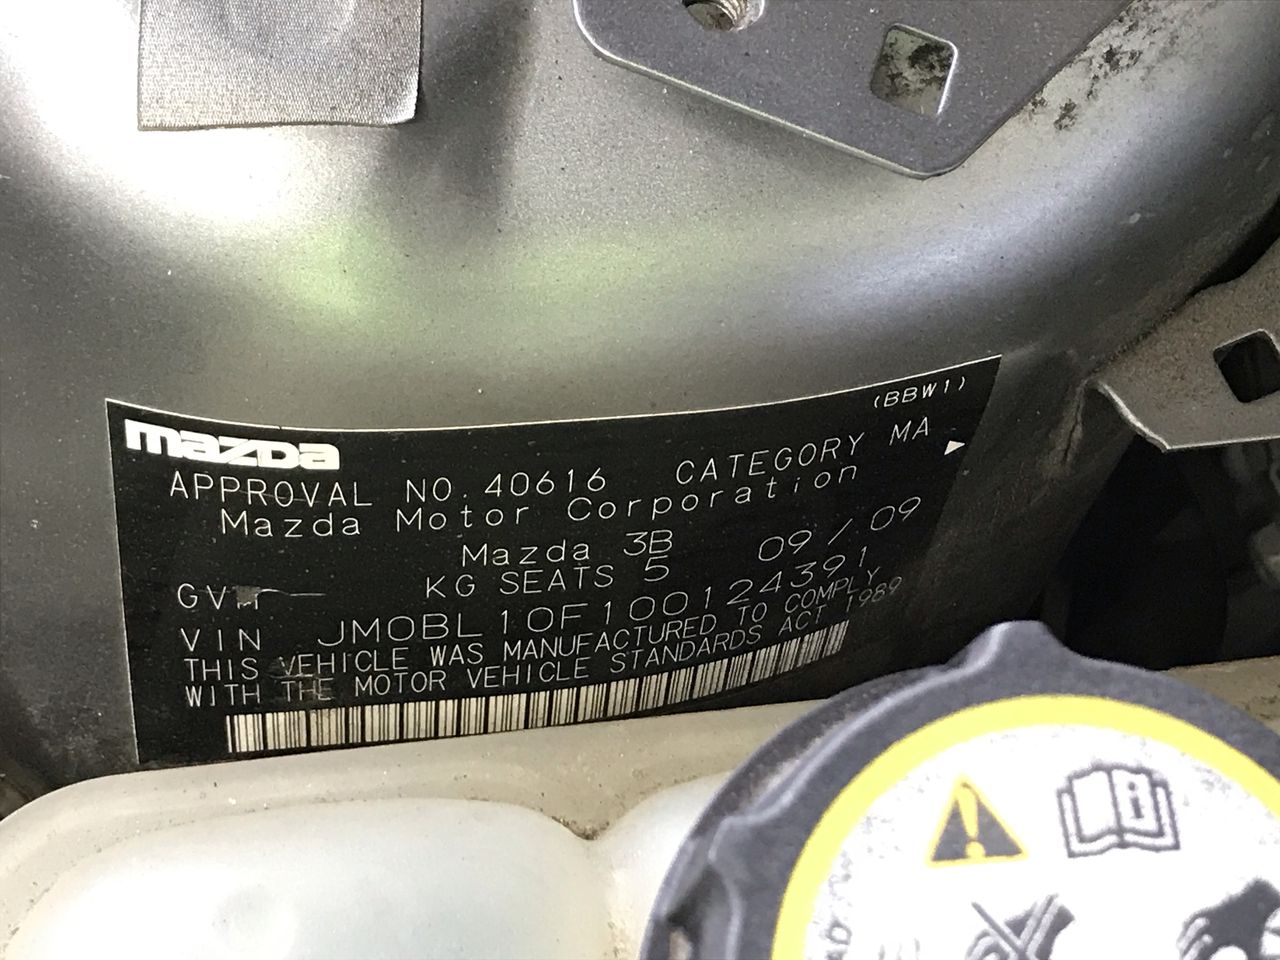 (BBW1)
mazda
APPROVAL NO. 40616 CATEGORY MA
Mazda Motor Corporation
Mazda 3B 09/09
GVM KG SEATS 5
VIN JM0BL10F100124391
THIS VEHICLE WAS MANUFACTURED TO COMPLY
WITH THE MOTOR VEHICLE STANDARDS ACT 1989